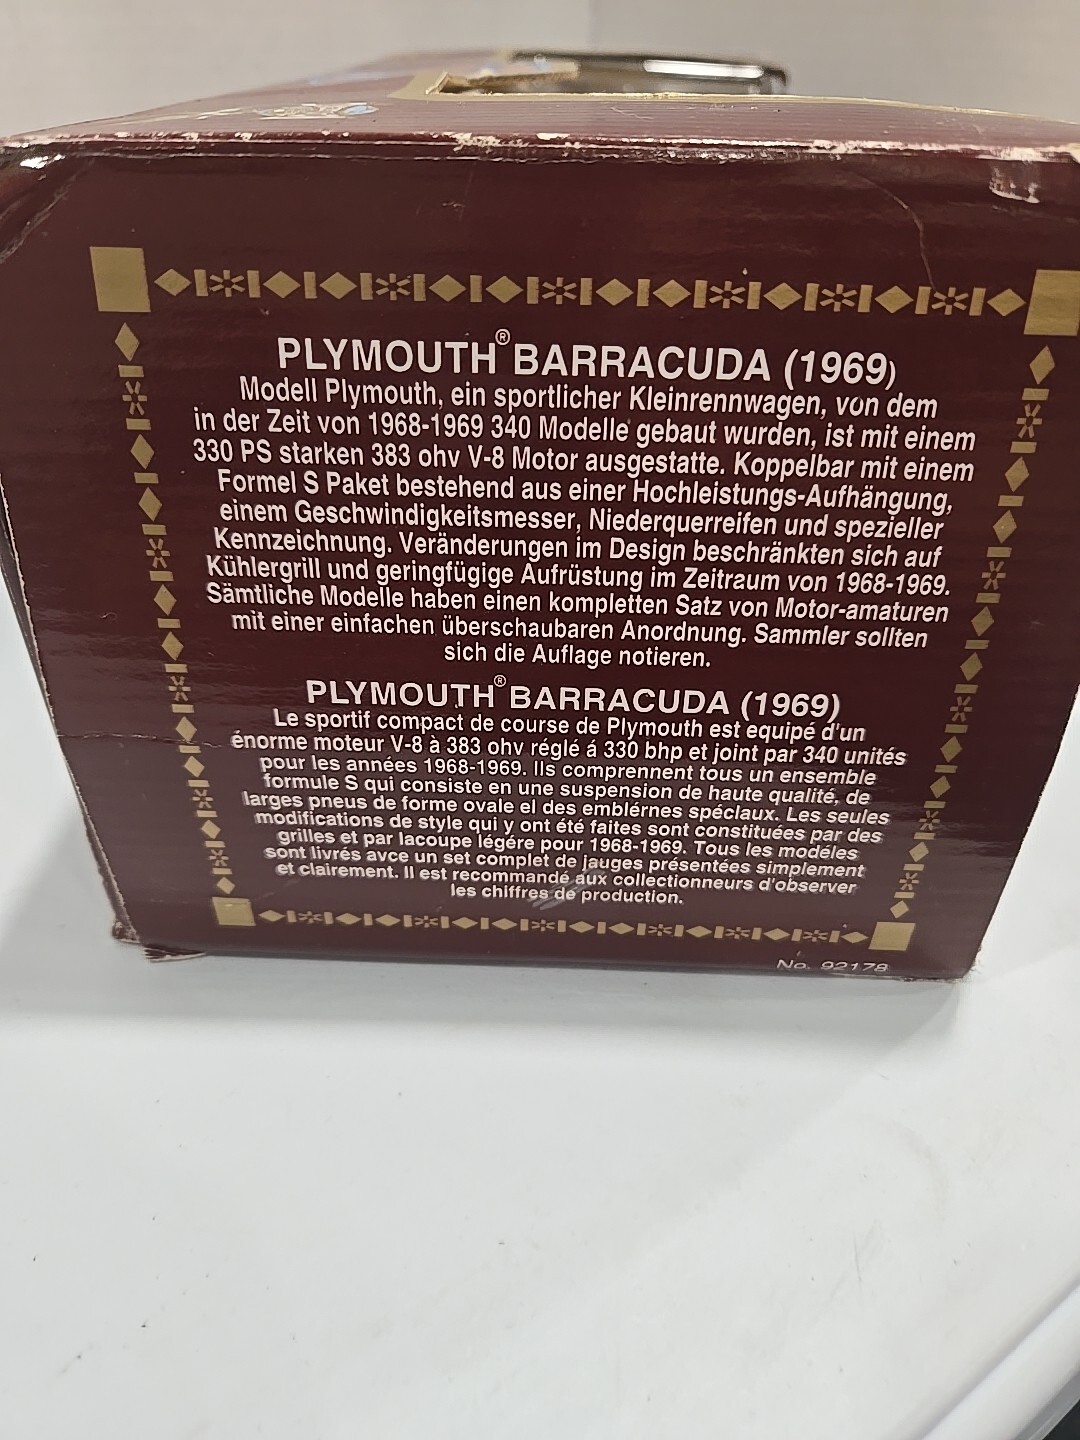 PLYMOUTH® BARRACUDA (1969)
Modell Plymouth, ein sportlicher Kleinrennwagen, von dem
in der Zeit von 1968-1969 340 Modelle gebaut wurden, ist mit einem
330 PS starken 383 ohv V-8 Motor ausgestatte. Koppelbar mit einem
Formel S Paket bestehend aus einer Hochleistungs-Aufhängung,
einem Geschwindigkeitsmesser, Niederquerreifen und spezieller
Kennzeichnung. Veränderungen im Design beschränkten sich auf
Kühlergrill und geringfügige Aufrüstung im Zeitraum von 1968-1969.
Sämtliche Modelle haben einen kompletten Satz von Motor-amaturen
mit einer einfachen überschaubaren Anordnung. Sammler sollten
sich die Auflage notieren.
PLYMOUTH® BARRACUDA (1969)
Le sportif compact de course de Plymouth est equipé d'un
énorme moteur V-8 à 383 ohv réglé á 330 bhp et joint par 340 unités
pour les années 1968-1969. Ils comprennent tous un ensemble
formule S qui consiste en une suspension de haute qualité, de
larges pneus de forme ovale el des emblérnes spéclaux. Les seules
modifications de style qui y ont été faites sont constituées par des
grilles et par lacoupe légére pour 1968-1969. Tous les modéles
sont livrés avce un set complet de jauges présentées simplement
et clairement. Il est recommandé aux collectionneurs d'observer
les chiffres de production.
No. 92178